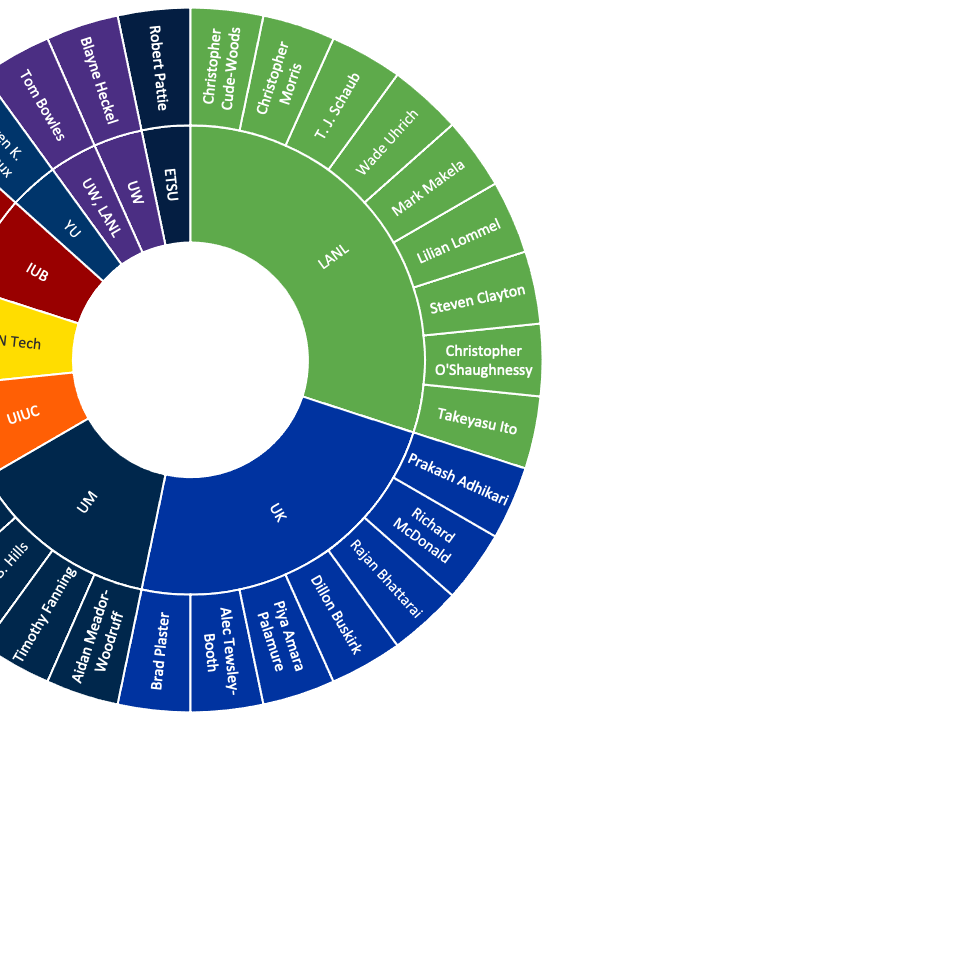 Christopher
Cude-Woods
Christopher
Morris
T. J. Schaub
Wade Uhrich
Mark Makela
Lilian Lommel
Steven Clayton
Christopher
O'Shaughnessy
Takeyasu Ito
LANL
Prakash Adhikari
Richard
McDonald
Rajan Bhattarai
Dillon Buskirk
Piya Amara
Palamure
Alec Tewsley-
Booth
Brad Plaster
UK
Aidan Meador-
Woodruff
Timothy Fanning
Hills
UM
UIUC
Tech
IUB
K.
YU
Tom Bowles
UW, LANL
Blayne Heckel
UW
Robert Pattie
ETSU